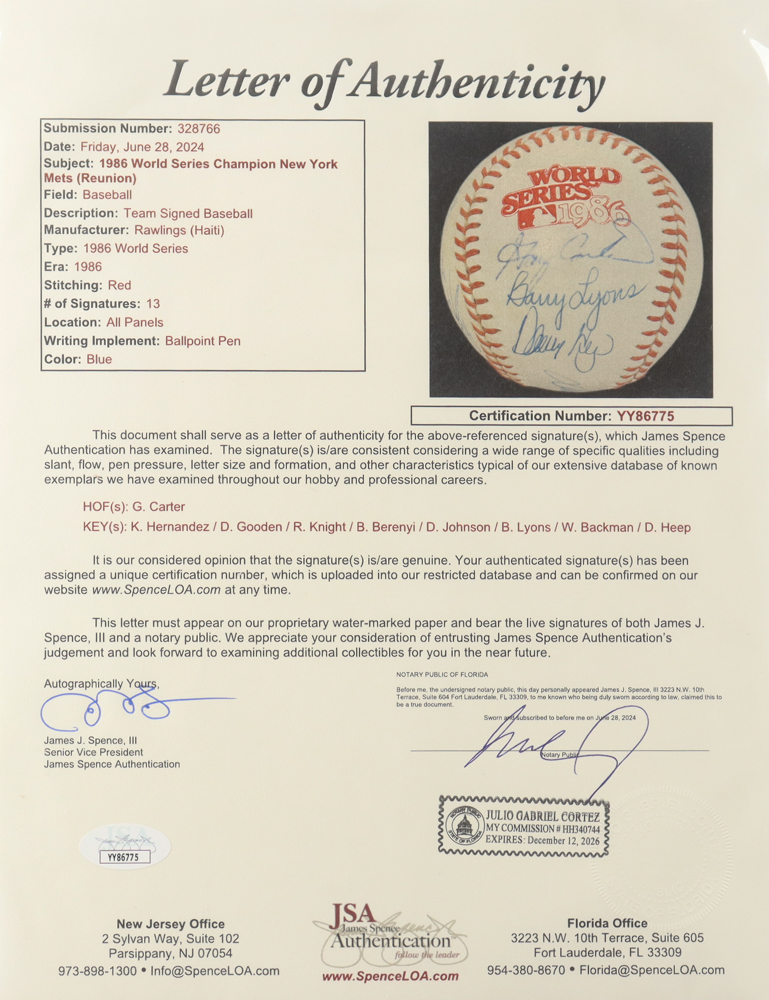 Letter of Authenticity
Submission Number: 328766
Date: Friday, June 28, 2024
Subject: 1986 World Series Champion New York
Mets (Reunion)
Field: Baseball
Description: Team Signed Baseball
Manufacturer: Rawlings (Haiti)
Type: 1986 World Series
Era: 1986
Stitching: Red
# of Signatures: 13
Location: All Panels
Writing Implement: Ballpoint Pen
Color: Blue
WORLD
SERIES
1986
Gary Carter
Barry Lyons
Certification Number: YY86775
This document shall serve as a letter of authenticity for the above-referenced signature(s), which James Spence
Authentication has examined. The signature(s) is/are consistent considering a wide range of specific qualities including
slant, flow, pen pressure, letter size and formation, and other characteristics typical of our extensive database of known
exemplars we have examined throughout our hobby and professional careers.
HOF(s): G. Carter
KEY(s): K. Hernandez / D. Gooden / R. Knight / B. Berenyi / D. Johnson / B. Lyons / W. Backman / D. Heep
It is our considered opinion that the signature(s) is/are genuine. Your authenticated signature(s) has been
assigned a unique certification number, which is uploaded into our restricted database and can be confirmed on our
website www.SpenceLOA.com at any time.
This letter must appear on our proprietary water-marked paper and bear the live signatures of both James J.
Spence, III and a notary public. We appreciate your consideration of entrusting James Spence Authentication's
judgement and look forward to examining additional collectibles for you in the near future.
Autographically Yours,
James J. Spence, III
Senior Vice President
James Spence Authentication
NOTARY PUBLIC OF FLORIDA
Before me, the undersigned notary public, this day personally appeared James J. Spence, III 3223 N.W. 10th
Terrace, Suite 604 Fort Lauderdale, FL 33309, to me known who being duly sworn according to law, claimed this to
be a true document.
Sworn and subscribed to before me on June 28, 2024
Notary Public
NOTARY PUBLIC
STATE OF FLORIDA
JULIO GABRIEL CORTEZ
MY COMMISSION # HH340744
EXPIRES: December 12, 2026
YY86775
New Jersey Office
2 Sylvan Way, Suite 102
Parsippany, NJ 07054
973-898-1300 • Info@SpenceLOA.com
JSA
James Spence
Authentication
follow the leader
www.SpenceLOA.com
Florida Office
3223 N.W. 10th Terrace, Suite 605
Fort Lauderdale, FL 33309
954-380-8670 • Florida@SpenceLOA.com